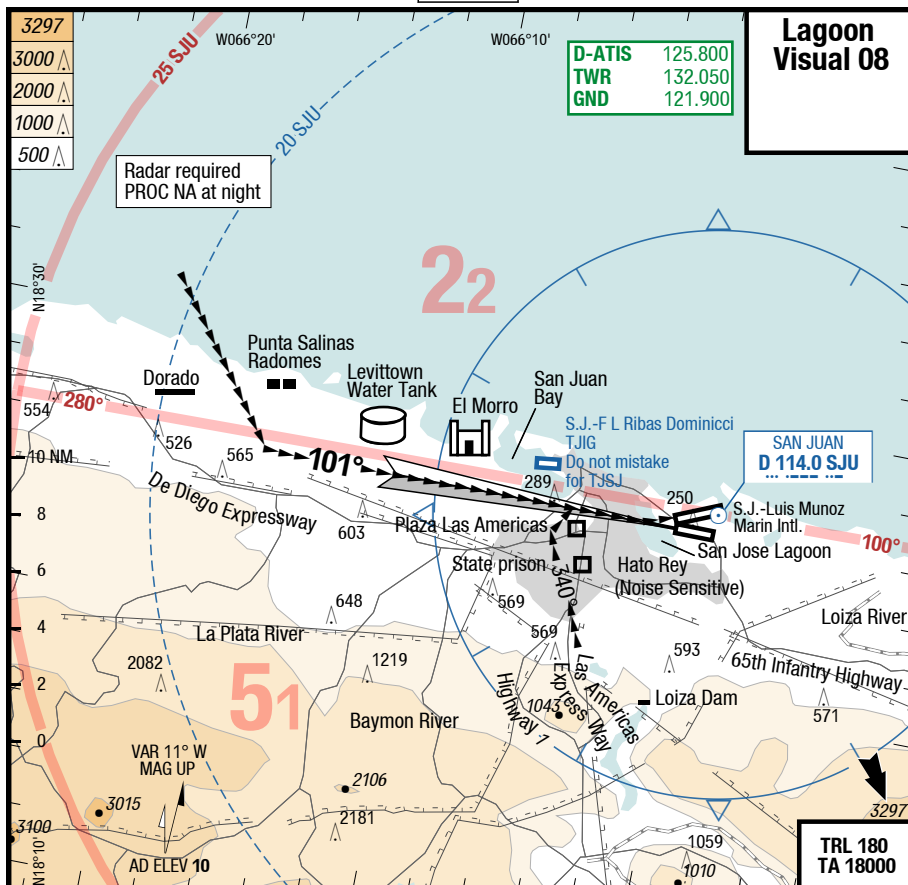 3297
3000
2000
1000
500
25 SJU
W066°20'
W066°10'
20 SJU
D-ATIS 125.800
TWR 132.050
GND 121.900
Lagoon
Visual 08
Radar required
PROC NA at night
N18°30'
22
Punta Salinas
Radomes
Dorado
Levittown
Water Tank
El Morro
San Juan
Bay
S.J.-F L Ribas Dominicci
TJIG
Do not mistake
for TJSJ
SAN JUAN
D 114.0 SJU
554
280°
526
565
101°
289
250
S.J.-Luis Munoz
Marin Intl.
10 NM
De Diego Expressway
603
Plaza Las Americas
San Jose Lagoon
100°
8
State prison
340°
Hato Rey
(Noise Sensitive)
6
648
569
Loiza River
4
La Plata River
569
593
65th Infantry Highway
2082
1219
Las Americas
Express Way
2
51
Baymon River
Highway 1
1043
Loiza Dam
571
0
VAR 11° W
MAG UP
2106
3015
2181
3297
3100
1059
N18°10'
AD ELEV 10
1010
TRL 180
TA 18000